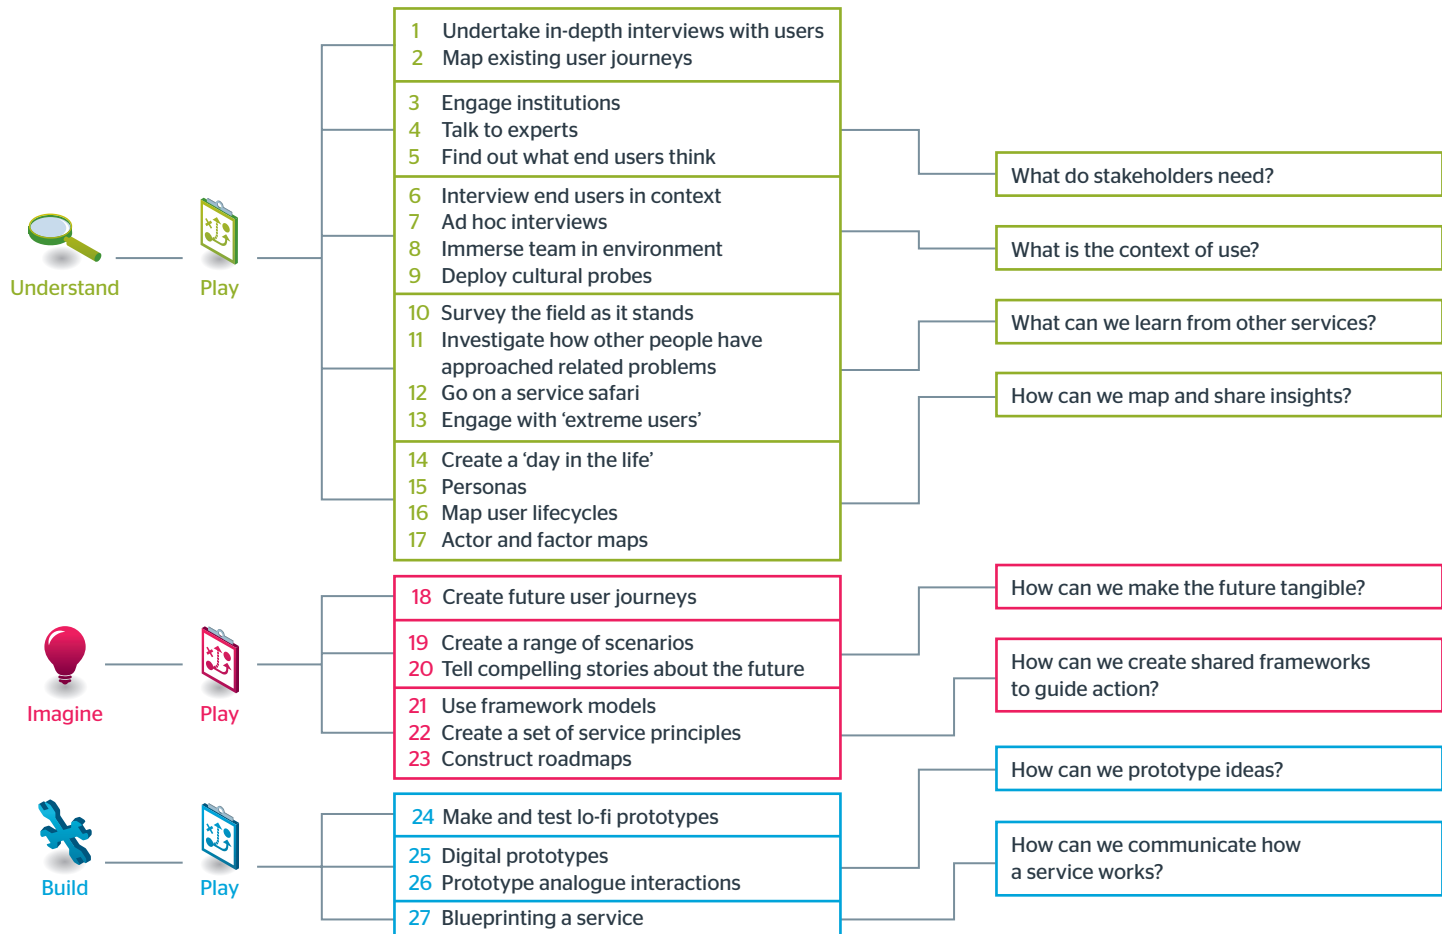 1 Undertake in-depth interviews with users
2 Map existing user journeys
3 Engage institutions
4 Talk to experts
5 Find out what end users think
What do stakeholders need?
6 Interview end users in context
7 Ad hoc interviews
8 Immerse team in environment
9 Deploy cultural probes
What is the context of use?
Understand
Play
10 Survey the field as it stands
11 Investigate how other people have
approached related problems
12 Go on a service safari
13 Engage with ‘extreme users’
What can we learn from other services?
How can we map and share insights?
14 Create a ‘day in the life’
15 Personas
16 Map user lifecycles
17 Actor and factor maps
18 Create future user journeys
How can we make the future tangible?
19 Create a range of scenarios
20 Tell compelling stories about the future
How can we create shared frameworks
to guide action?
Imagine
Play
21 Use framework models
22 Create a set of service principles
23 Construct roadmaps
How can we prototype ideas?
24 Make and test lo-fi prototypes
25 Digital prototypes
26 Prototype analogue interactions
How can we communicate how
a service works?
Build
Play
27 Blueprinting a service